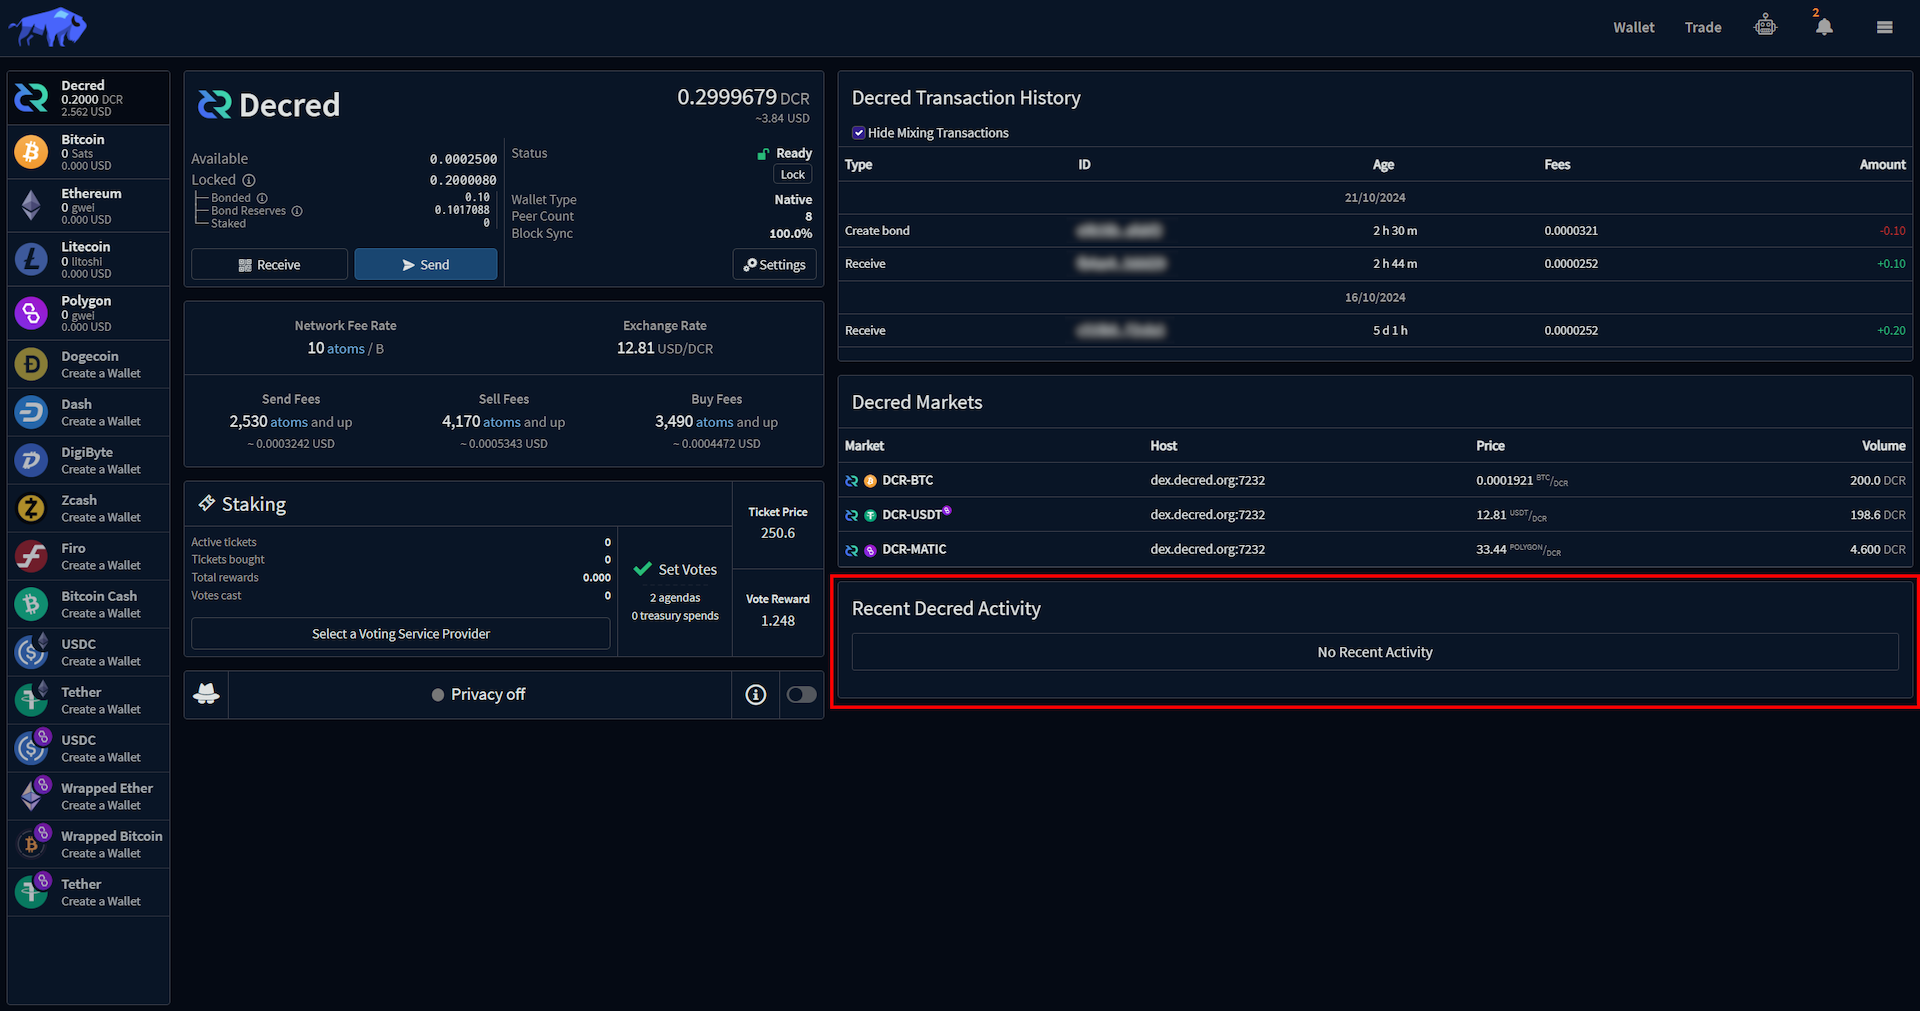 Wallet
Trade
2
Decred
0.2000 DCR
2.562 USD
Bitcoin
0 Sats
0.000 USD
Ethereum
0 gwei
0.000 USD
Litecoin
0 litoshi
0.000 USD
Polygon
0 gwei
0.000 USD
Dogecoin
Create a Wallet
Dash
Create a Wallet
DigiByte
Create a Wallet
Zcash
Create a Wallet
Firo
Create a Wallet
Bitcoin Cash
Create a Wallet
USDC
Create a Wallet
Tether
Create a Wallet
USDC
Create a Wallet
Wrapped Ether
Create a Wallet
Wrapped Bitcoin
Create a Wallet
Tether
Create a Wallet
Decred
0.2999679 DCR
~3.84 USD
Available 0.0002500
Locked 0.2000080
Bonded 0.10
Bond Reserves 0.1017088
Staked 0
Receive
Send
Status Ready
Lock
Wallet Type Native
Peer Count 8
Block Sync 100.0%
Settings
Network Fee Rate
10 atoms / B
Exchange Rate
12.81 USD/DCR
Send Fees
2,530 atoms and up
~ 0.0003242 USD
Sell Fees
4,170 atoms and up
~ 0.0005343 USD
Buy Fees
3,490 atoms and up
~ 0.0004472 USD
Staking
Active tickets 0
Tickets bought 0
Total rewards 0.000
Votes cast 0
Select a Voting Service Provider
Set Votes
2 agendas
0 treasury spends
Ticket Price
250.6
Vote Reward
1.248
Privacy off
Decred Transaction History
Hide Mixing Transactions
Type ID Age Fees Amount
21/10/2024
Create bond 2 h 30 m 0.0000321 -0.10
Receive 2 h 44 m 0.0000252 +0.10
16/10/2024
Receive 5 d 1 h 0.0000252 +0.20
Decred Markets
Market Host Price Volume
DCR-BTC dex.decred.org:7232 0.0001921 BTC/DCR 200.0 DCR
DCR-USDT dex.decred.org:7232 12.81 USDT/DCR 198.6 DCR
DCR-MATIC dex.decred.org:7232 33.44 POLYGON/DCR 4.600 DCR
Recent Decred Activity
No Recent Activity